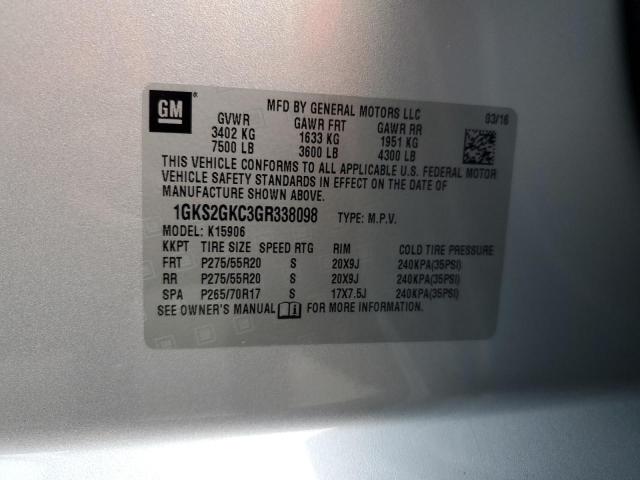 GM®
MFD BY GENERAL MOTORS LLC
03/16
GVWR GAWR FRT GAWR RR
3402 KG 1633 KG 1951 KG
7500 LB 3600 LB 4300 LB
THIS VEHICLE CONFORMS TO ALL APPLICABLE U.S. FEDERAL MOTOR
VEHICLE SAFETY STANDARDS IN EFFECT ON THE DATE OF
MANUFACTURE SHOWN ABOVE.
1GKS2GKC3GR338098 TYPE: M.P.V.
MODEL: K15906
KKPT TIRE SIZE SPEED RTG RIM COLD TIRE PRESSURE
FRT P275/55R20 S 20X9J 240KPA(35PSI)
RR P275/55R20 S 20X9J 240KPA(35PSI)
SPA P265/70R17 S 17X7.5J 240KPA(35PSI)
SEE OWNER'S MANUAL FOR MORE INFORMATION.